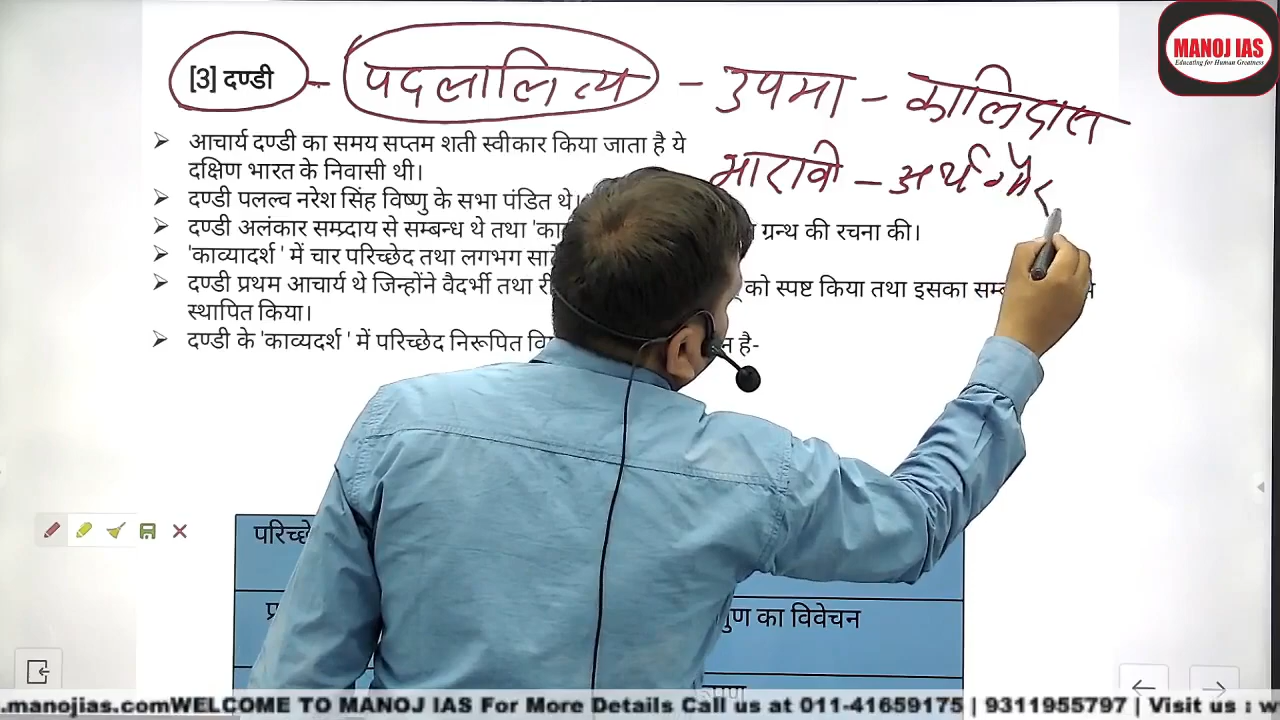 MANOJ IAS
Educating for Human Greatness
[3] दण्डी - पदलालित्य - उपमा - कालिदास
भारवि - अर्थगौर
आचार्य दण्डी का समय सप्तम शती स्वीकार किया जाता है ये
दक्षिण भारत के निवासी थी।
दण्डी पलल्व नरेश सिंह विष्णु के सभा पंडित थे।
दण्डी अलंकार सम्प्रदाय से सम्बन्ध थे तथा ग्रन्थ की रचना की।
'काव्यादर्श ' में चार परिच्छेद तथा लगभग
दण्डी प्रथम आचार्य थे जिन्होंने वैदर्भी तथा को स्पष्ट किया तथा इसका
स्थापित किया।
दण्डी के 'काव्यदर्श ' में परिच्छेद निरूपित है-
गुण का विवेचन
.manojias.comWELCOME TO MANOJ IAS For More Details Call us at 011-41659175 | 9311955797 | Visit us : w